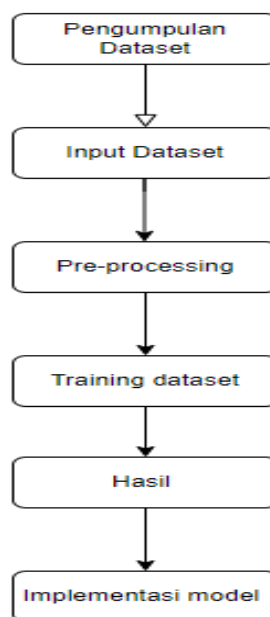 Pengumpulan
Dataset
Input Dataset
Pre-processing
Training dataset
Hasil
Implementasi model